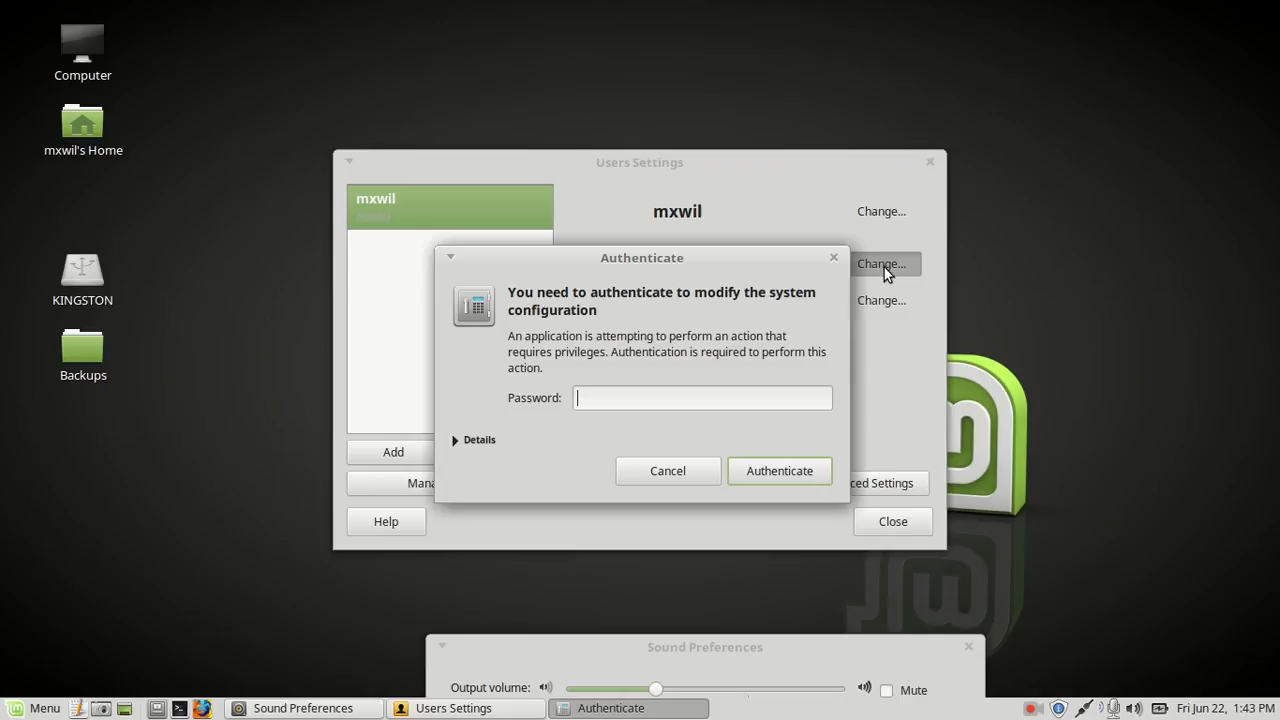 Computer
mxwil's Home
KINGSTON
Backups
Users Settings
mxwil
mxwil
Change...
Change...
Change...
Authenticate
You need to authenticate to modify the system
configuration
An application is attempting to perform an action that
requires privileges. Authentication is required to perform this
action.
Password:
Details
Cancel
Authenticate
Add
Mana
ced Settings
Help
Close
Sound Preferences
Output volume:
Mute
Menu
Sound Preferences
Users Settings
Authenticate
Fri Jun 22, 1:43 PM